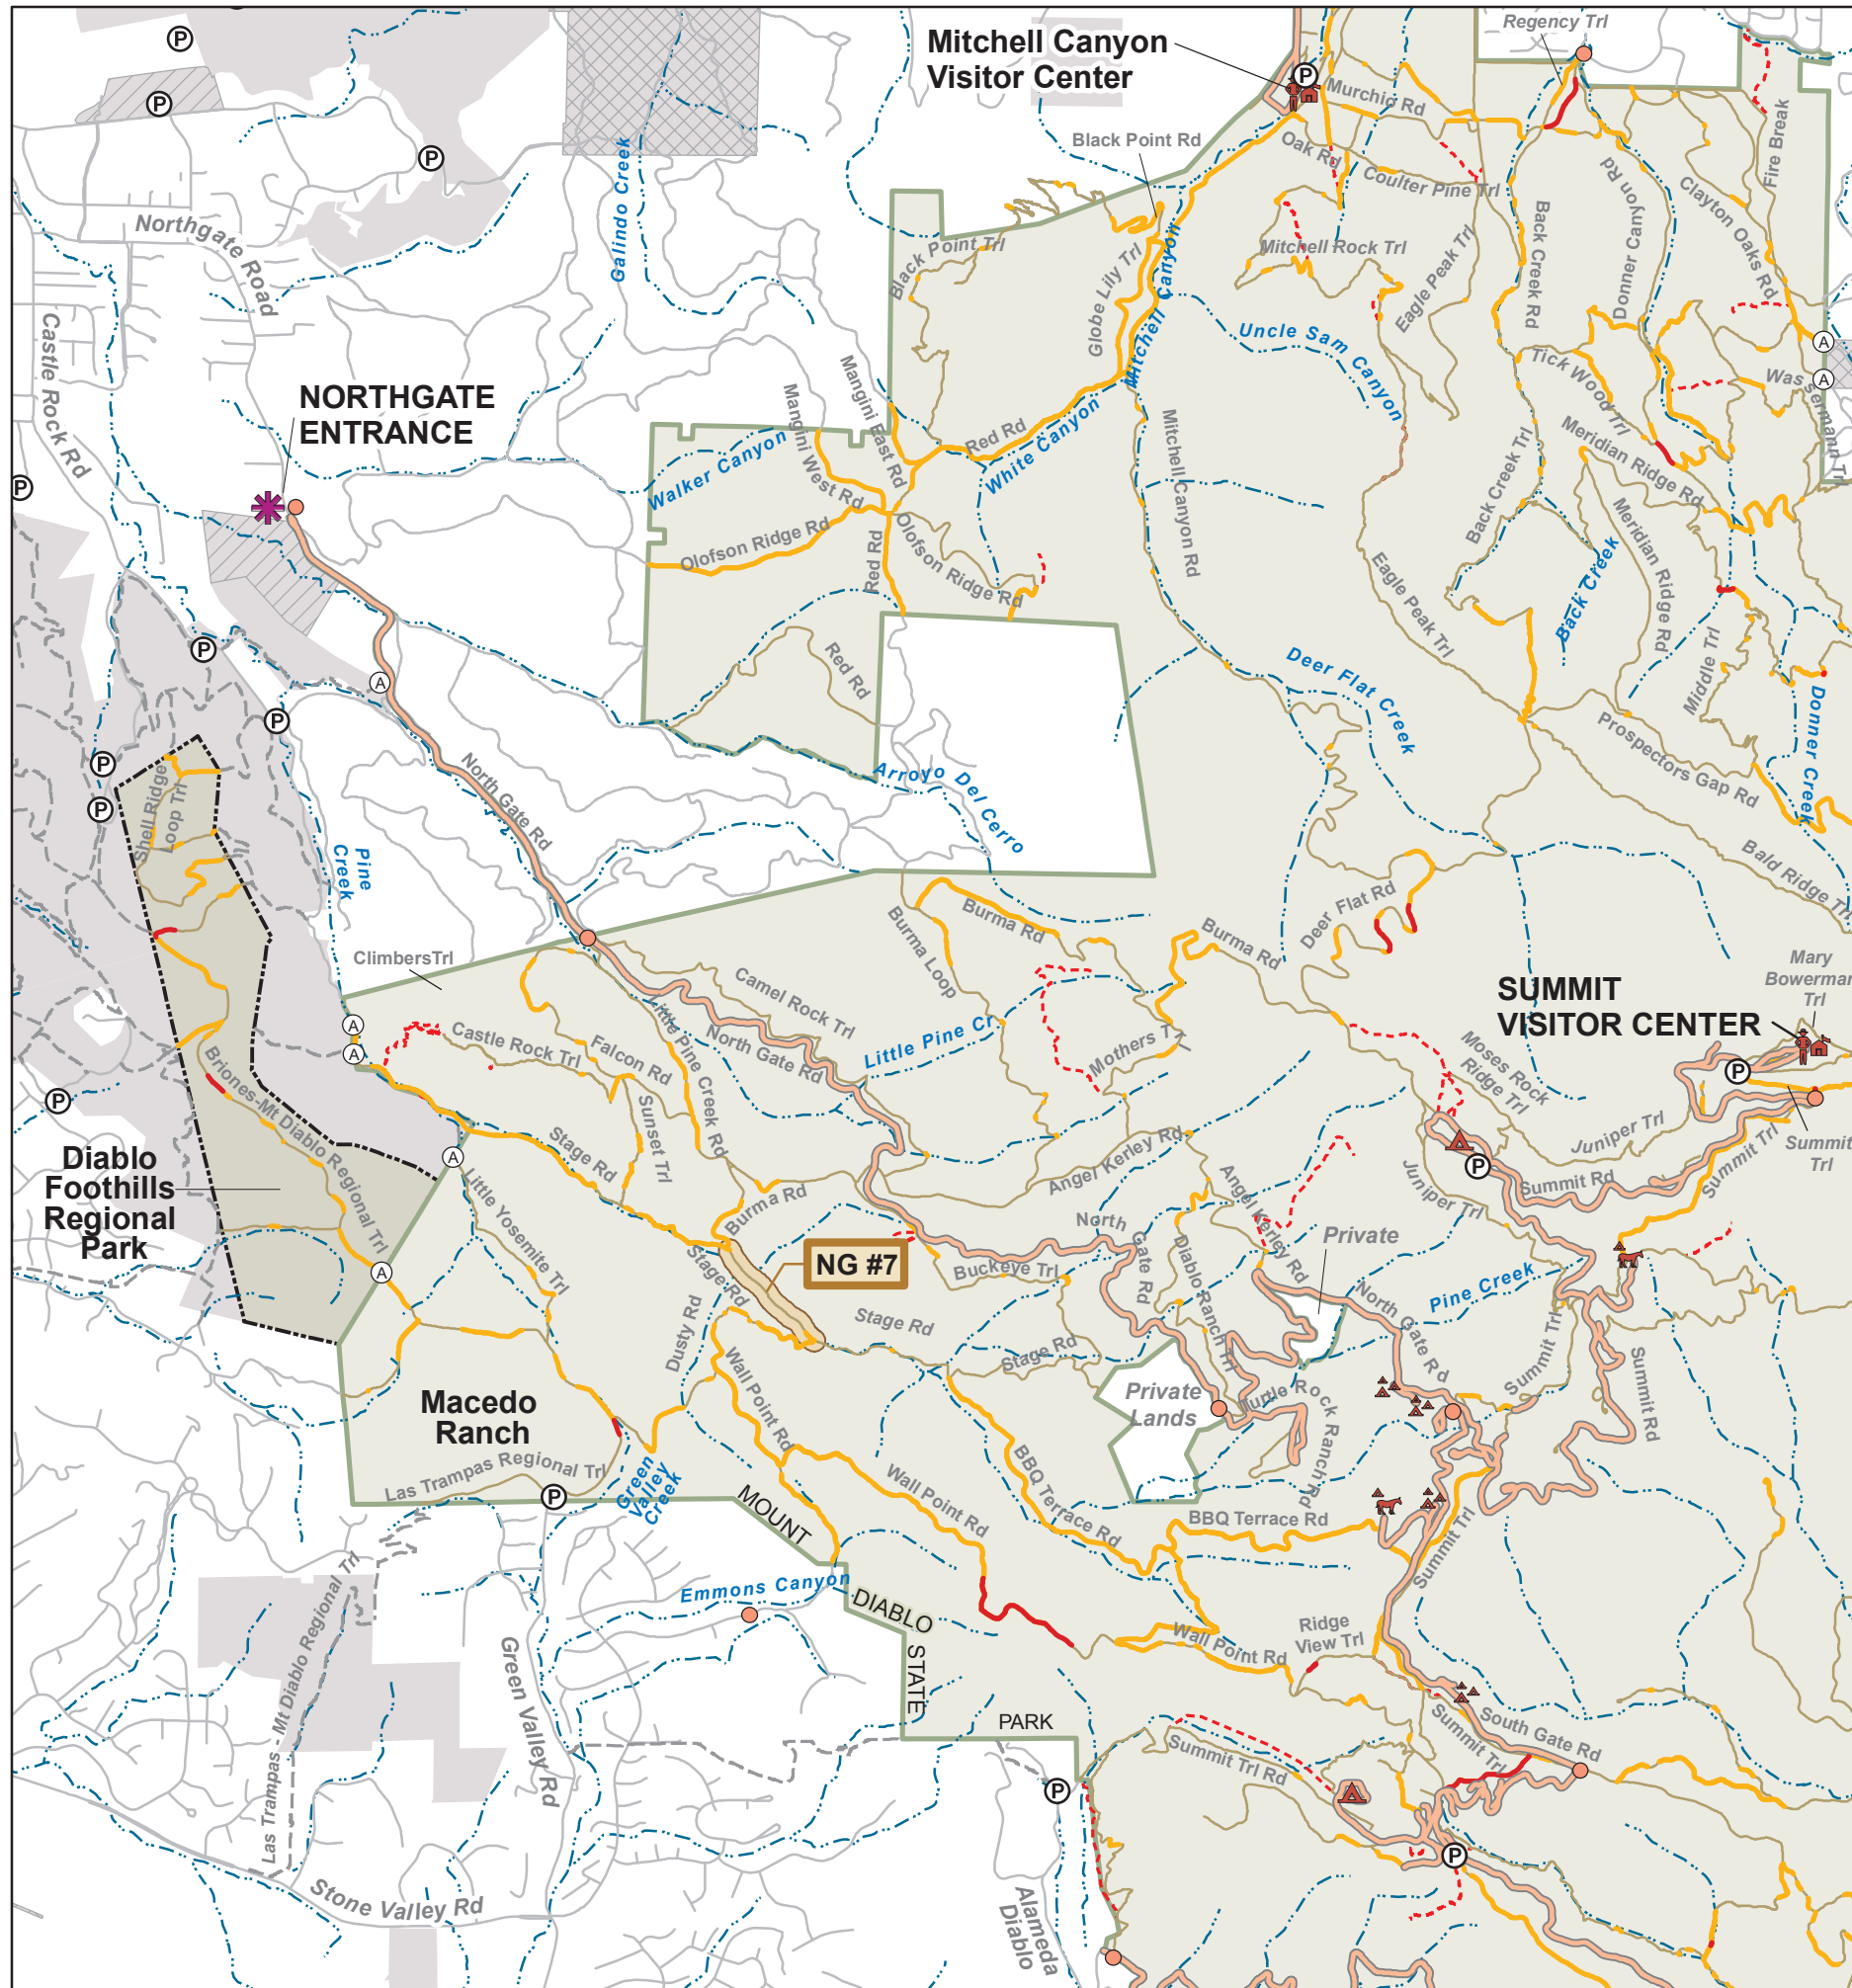 Regency Trl
Mitchell Canyon
Visitor Center
P
P
P
P
Murchio Rd
Black Point Rd
Oak Rd
Coulter Pine Trl
Fire Break
Galindo Creek
Northgate Road
Castle Rock Rd
Black Point Trl
Globe Lily Trl
Mitchell Canyon
Mitchell Rock Trl
Eagle Peak Trl
Back Creek Rd
Donner Canyon Rd
Clayton Oaks Rd
Uncle Sam Canyon
Tick Wood Trl
A
A
Wassermann Trl
NORTHGATE
ENTRANCE
Mangini West Rd
Mangini East Rd
Red Rd
White Canyon
Walker Canyon
Mitchell Canyon Rd
Meridian Ridge Rd
Back Creek Trl
P
Olofson Ridge Rd
Red Rd
Olofson Ridge Rd
Eagle Peak Trl
Back Creek
Meridian Ridge Rd
Middle Trl
P
A
P
Red Rd
Deer Flat Creek
Prospectors Gap Rd
Donner Creek
P
P
Shell Ridge
Loop Trl
North Gate Rd
Arroyo Del Cerro
Pine
Creek
Bald Ridge Trl
Burma Rd
Burma Loop
Burma Rd
Deer Flat Rd
ClimbersTrl
Mary
Bowerman
Trl
SUMMIT
VISITOR CENTER
Camel Rock Trl
Little Pine Creek Rd
North Gate Rd
Little Pine Cr
Castle Rock Trl
Falcon Rd
Sunset Trl
Mothers Trl
Moses Rock
Ridge Trl
A
A
P
P
Briones-Mt Diablo Regional Trl
Stage Rd
Angel Kerley Rd
Juniper Trl
Summit
Trl
Summit Trl
Summit Rd
P
A
Diablo
Foothills
Regional
Park
Little Yosemite Trl
Burma Rd
Angel Kerley Rd
Juniper Trl
North
Gate Rd
Private
NG #7
Stage Rd
Buckeye Trl
Diablo Ranch Trl
North Gate Rd
Pine Creek
A
Stage Rd
Stage Rd
Dusty Rd
Wall Point Rd
Summit Trl
Summit Rd
Macedo
Ranch
Private
Lands
Turtle Rock Ranch Rd
Las Trampas Regional Trl
P
Green
Valley
Creek
BBQ Terrace Rd
Wall Point Rd
BBQ Terrace Rd
Summit Trl
MOUNT
DIABLO
STATE
PARK
Emmons Canyon
Las Trampas - Mt Diablo Regional Trl
Green Valley Rd
Wall Point Rd
Ridge
View Trl
South Gate Rd
Summit Trl
Summit Trl Rd
P
P
Stone Valley Rd
Alameda
Diablo